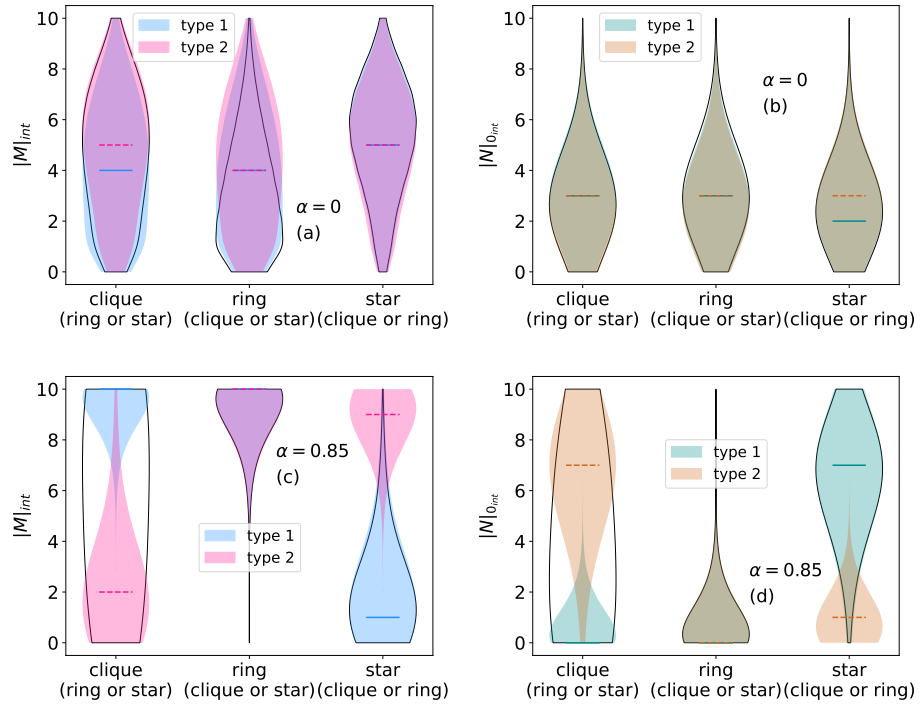 10
8
6
4
2
0
|M|int
type 1
type 2
α = 0
(a)
clique
(ring or star)
ring
(clique or star)
star
(clique or ring)
10
8
6
4
2
0
|N|0int
type 1
type 2
α = 0
(b)
clique
(ring or star)
ring
(clique or star)
star
(clique or ring)
10
8
6
4
2
0
|M|int
α = 0.85
(c)
type 1
type 2
clique
(ring or star)
ring
(clique or star)
star
(clique or ring)
10
8
6
4
2
0
|N|0int
type 1
type 2
α = 0.85
(d)
clique
(ring or star)
ring
(clique or star)
star
(clique or ring)